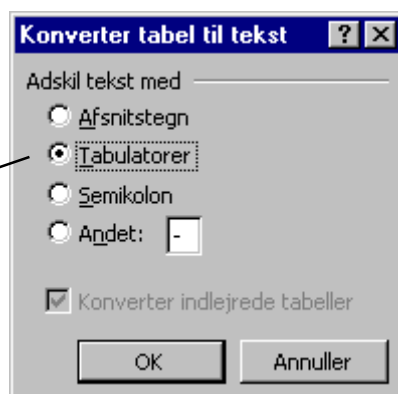 Konverter tabel til tekst ? ×
Adskil tekst med
Afsnitstegn
Tabulatorer
Semikolon
Andet: -
Konverter indlejrede tabeller
OK Annuller